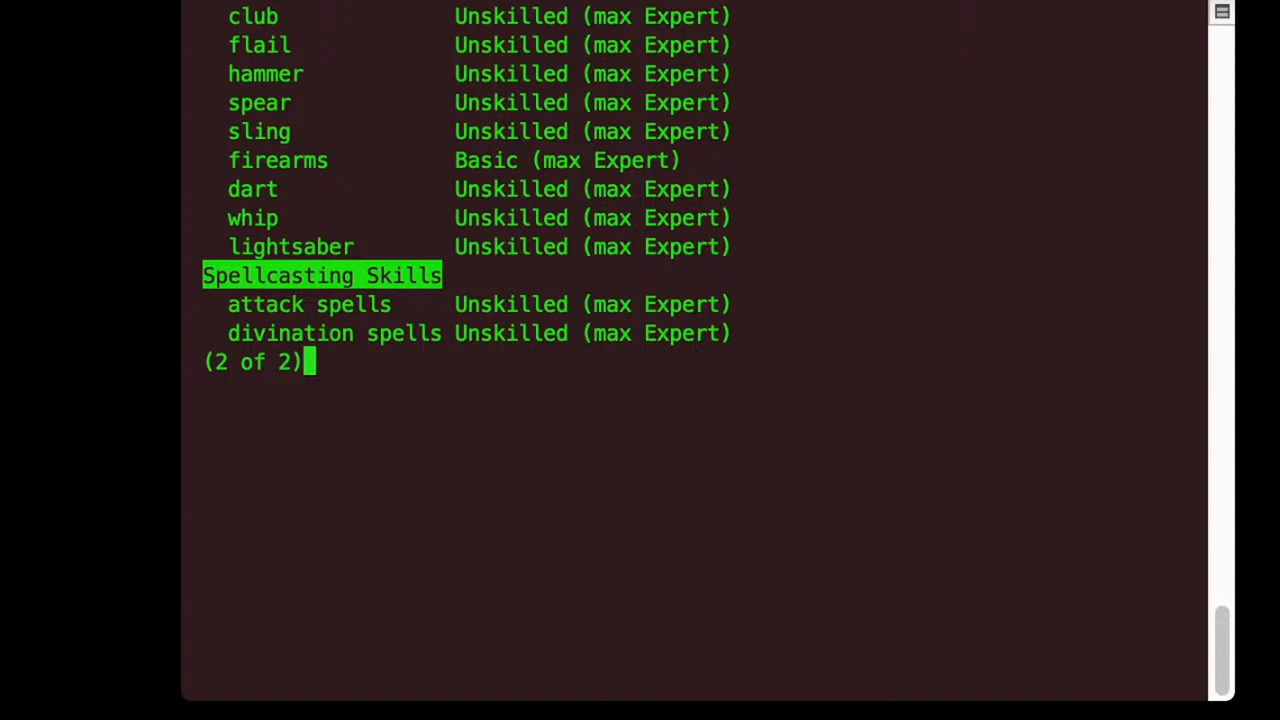 club Unskilled (max Expert)
flail Unskilled (max Expert)
hammer Unskilled (max Expert)
spear Unskilled (max Expert)
sling Unskilled (max Expert)
firearms Basic (max Expert)
dart Unskilled (max Expert)
whip Unskilled (max Expert)
lightsaber Unskilled (max Expert)
Spellcasting Skills
attack spells Unskilled (max Expert)
divination spells Unskilled (max Expert)
(2 of 2)